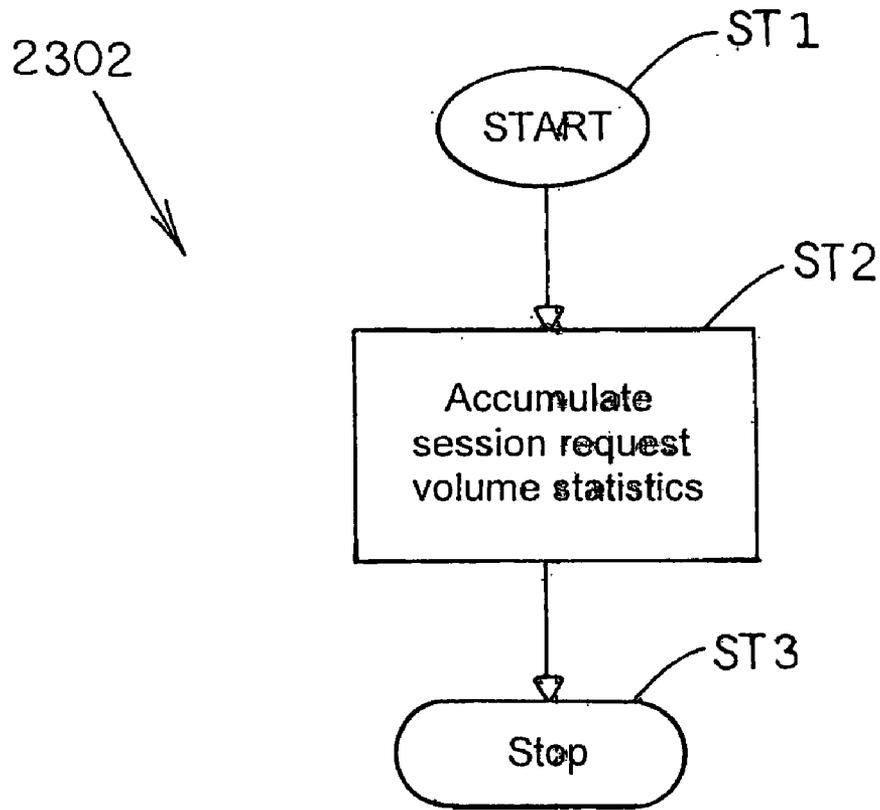 2302
ST1
START
ST2
Accumulate
session request
volume statistics
ST3
Stop